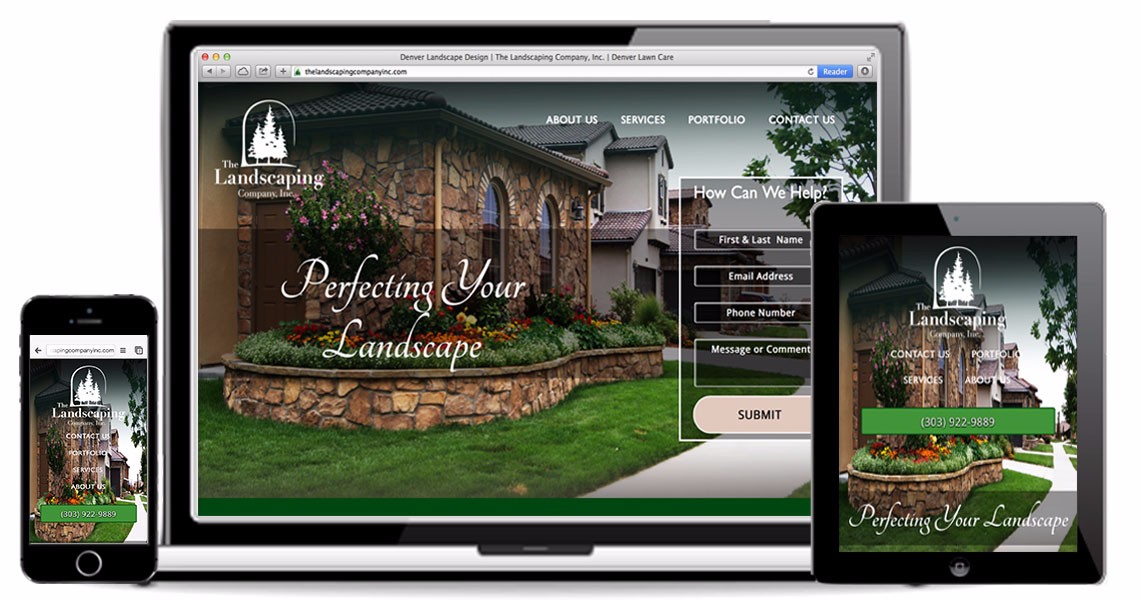 Denver Landscape Design | The Landscaping Company, Inc. | Denver Lawn Care
thelandscapingcompanyinc.com
Reader
The
Landscaping
Company, Inc.
ABOUT US SERVICES PORTFOLIO CONTACT US
How Can We Help?
First & Last Name
Email Address
Phone Number
Message or Comment
SUBMIT
Perfecting Your
Landscape
apingcompanyinc.com
The
Landscaping
Company, Inc.
CONTACT US
PORTFOLIO
SERVICES
ABOUT US
(303) 922-9889
The
Landscaping
Company, Inc.
CONTACT US PORTFOLIO
SERVICES ABOUT US
(303) 922-9889
Perfecting Your Landscape